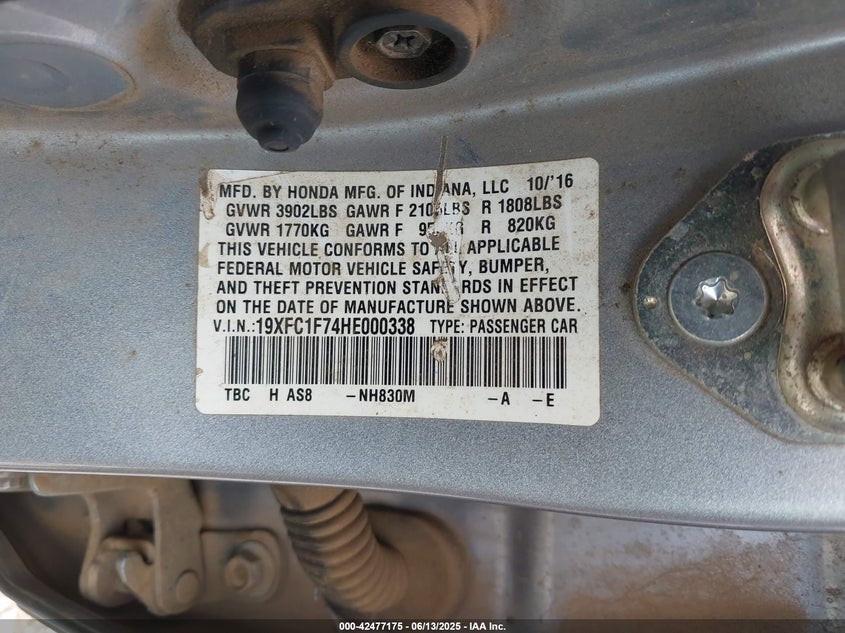 MFD. BY HONDA MFG. OF INDIANA, LLC 10/'16
GVWR 3902LBS GAWR F LBS R 1808LBS
GVWR 1770KG GAWR F R 820KG
THIS VEHICLE CONFORMS TO ALL APPLICABLE
FEDERAL MOTOR VEHICLE SAFETY, BUMPER,
AND THEFT PREVENTION STANDARDS IN EFFECT
ON THE DATE OF MANUFACTURE SHOWN ABOVE.
V.I.N.:19XFC1F74HE000338 TYPE: PASSENGER CAR
TBC H AS8 -NH830M -A -E
000-42477175 - 06/13/2025 - IAA Inc.